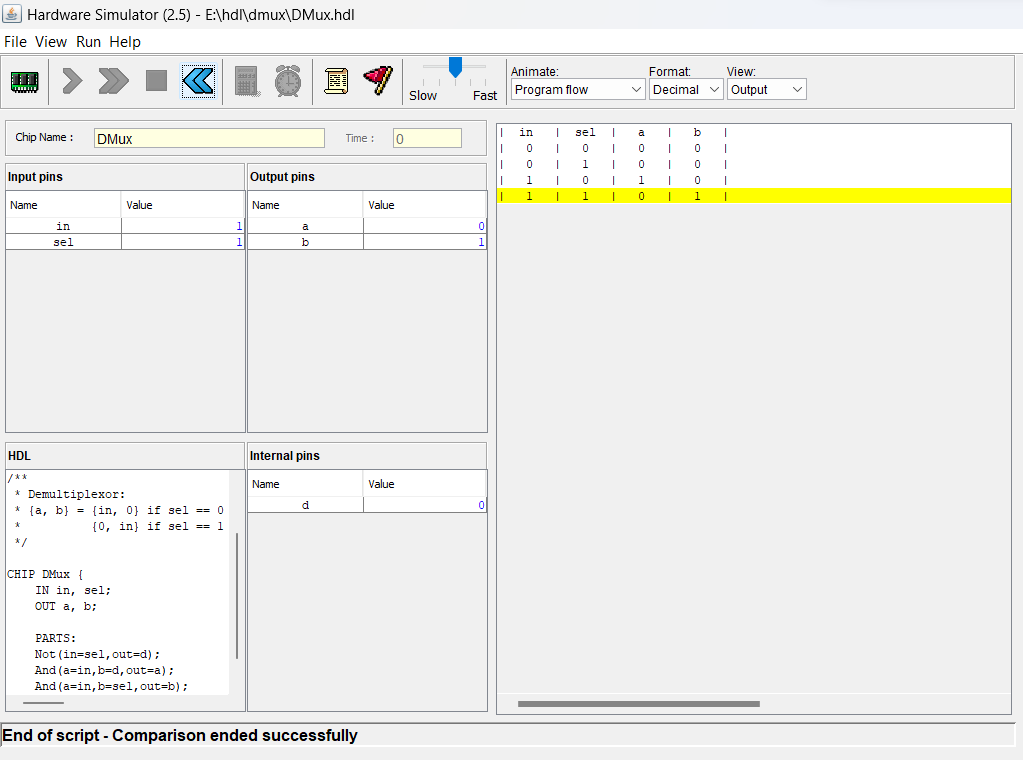 Hardware Simulator (2.5) - E:\hdl\dmux\DMux.hdl
File View Run Help
Slow Fast
Animate: Format: View:
Program flow Decimal Output
Chip Name : DMux Time : 0
Input pins
Name Value
in 1
sel 1
Output pins
Name Value
a 0
b 1
HDL
/**
 * Demultiplexor:
 * {a, b} = {in, 0} if sel == 0
 *          {0, in} if sel == 1
 */
CHIP DMux {
    IN in, sel;
    OUT a, b;
    PARTS:
    Not(in=sel,out=d);
    And(a=in,b=d,out=a);
    And(a=in,b=sel,out=b);
Internal pins
Name Value
d 0
| in | sel | a | b |
| 0 | 0 | 0 | 0 |
| 0 | 1 | 0 | 0 |
| 1 | 0 | 1 | 0 |
| 1 | 1 | 0 | 1 |
End of script - Comparison ended successfully